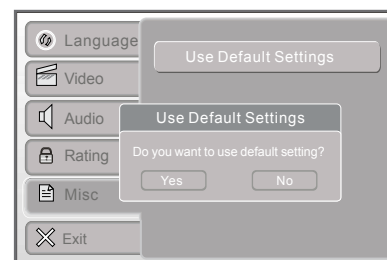 Language
Use Default Settings
Video
Audio
Use Default Settings
Rating
Do you want to use default setting?
Yes
No
Misc
Exit